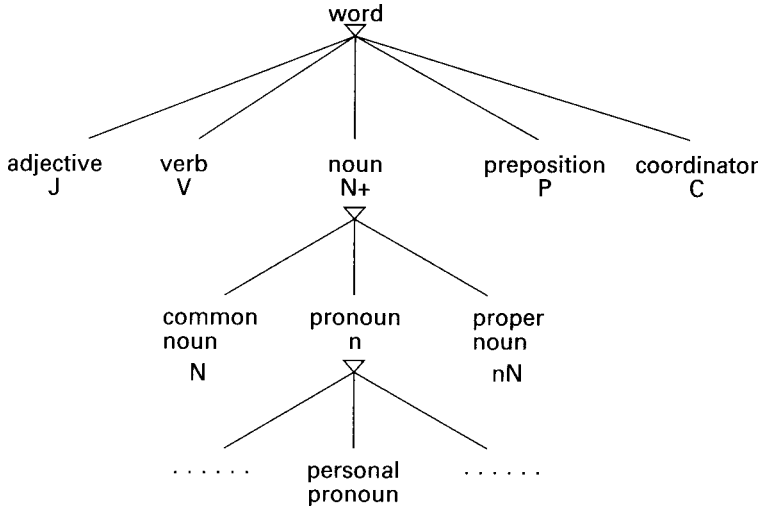 word
adjective verb noun preposition coordinator
J V N+ P C
common pronoun proper
noun n noun
N nN
. . . . . . personal . . . . . .
pronoun